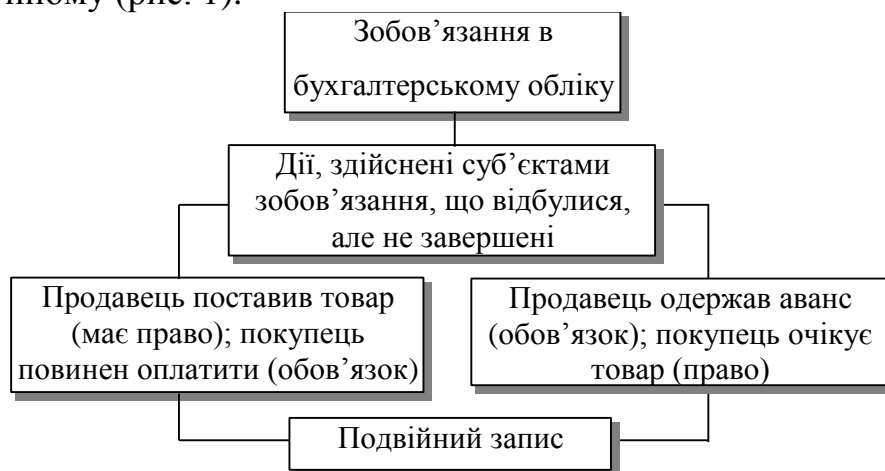 (рис. 1).
Зобов’язання в
бухгалтерському обліку
Дії, здійснені суб’єктами
зобов’язання, що відбулися,
але не завершені
Продавець поставив товар
(має право); покупець
повинен оплатити (обов’язок)
Продавець одержав аванс
(обов’язок); покупець очікує
товар (право)
Подвійний запис